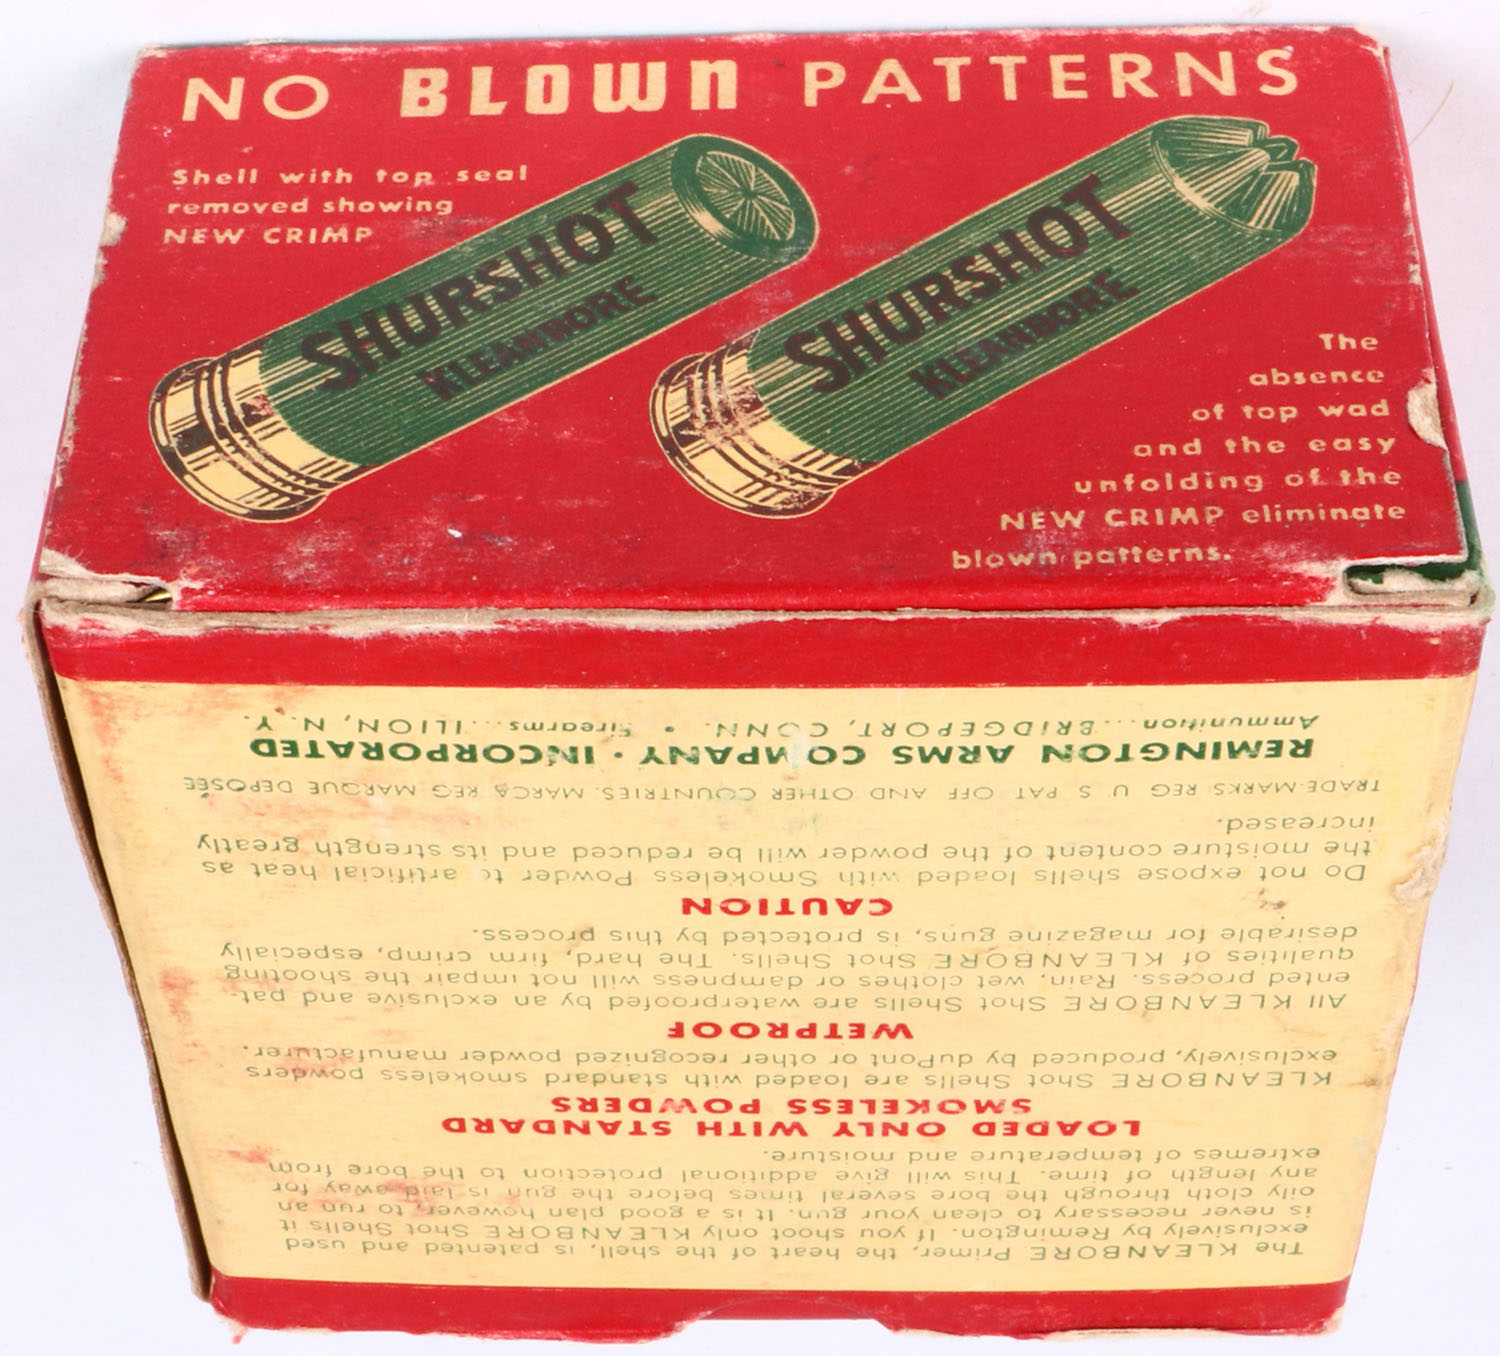 NO BLOWN PATTERNS
Shell with top seal
removed showing
NEW CRIMP
SHURSHOT
KLEANBORE
SHURSHOT
KLEANBORE
The
absence
of top wad
and the easy
unfolding of the
NEW CRIMP eliminate
blown patterns.
The KLEANBORE Primer, the heart of the shell, is patented and used
exclusively by Remington. If you shoot only KLEANBORE Shot Shells it
is never necessary to clean your gun. It is a good plan however, to run an
oily cloth through the bore several times before the gun is laid away for
any length of time. This will give additional protection to the bore from
extremes of temperature and moisture.
LOADED ONLY WITH STANDARD
SMOKELESS POWDERS
KLEANBORE Shot Shells are loaded with standard smokeless powders
exclusively, produced by duPont or other recognized powder manufacturer.
WETPROOF
All KLEANBORE Shot Shells are waterproofed by an exclusive and pat-
ented process. Rain, wet clothes or dampness will not impair the shooting
qualities of KLEANBORE Shot Shells. The hard, firm crimp, especially
desirable for magazine guns, is protected by this process.
CAUTION
Do not expose shells loaded with Smokeless Powder to artificial heat as
the moisture content of the powder will be reduced and its strength greatly
increased.
TRADE-MARKS REG U S PAT OFF AND OTHER COUNTRIES. MARCAS REG MARQUE DEPOSÉE
REMINGTON ARMS COMPANY · INCORPORATED
Ammunition...BRIDGEPORT, CONN. • Firearms...ILION, N.Y.